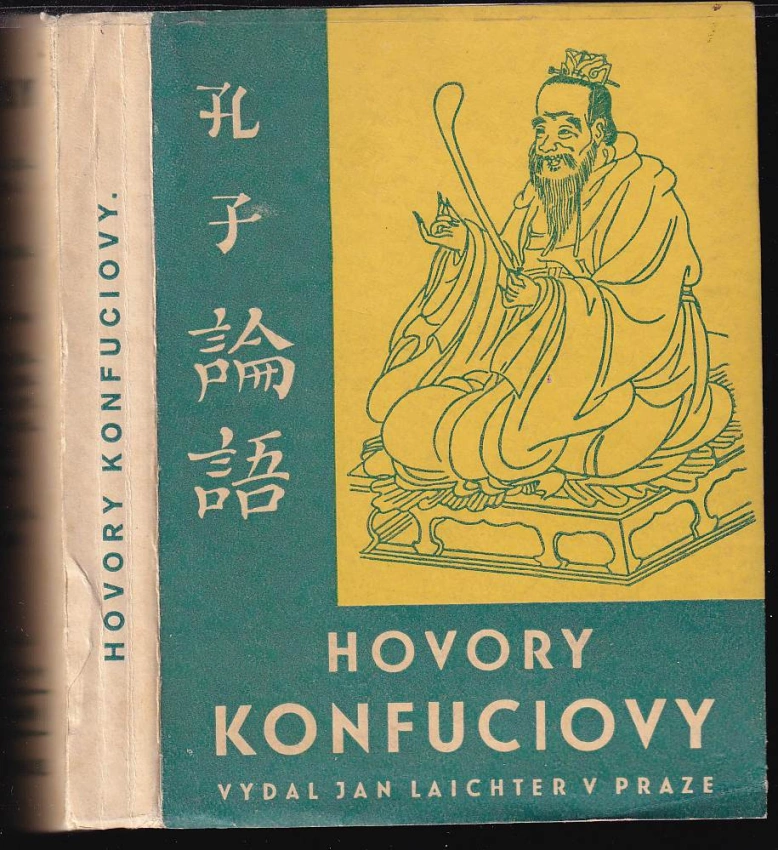 HOVORY KONFUCIOVY.
孔子論語
HOVORY
KONFUCIOVY
VYDAL JAN LAICHTER V PRAZE